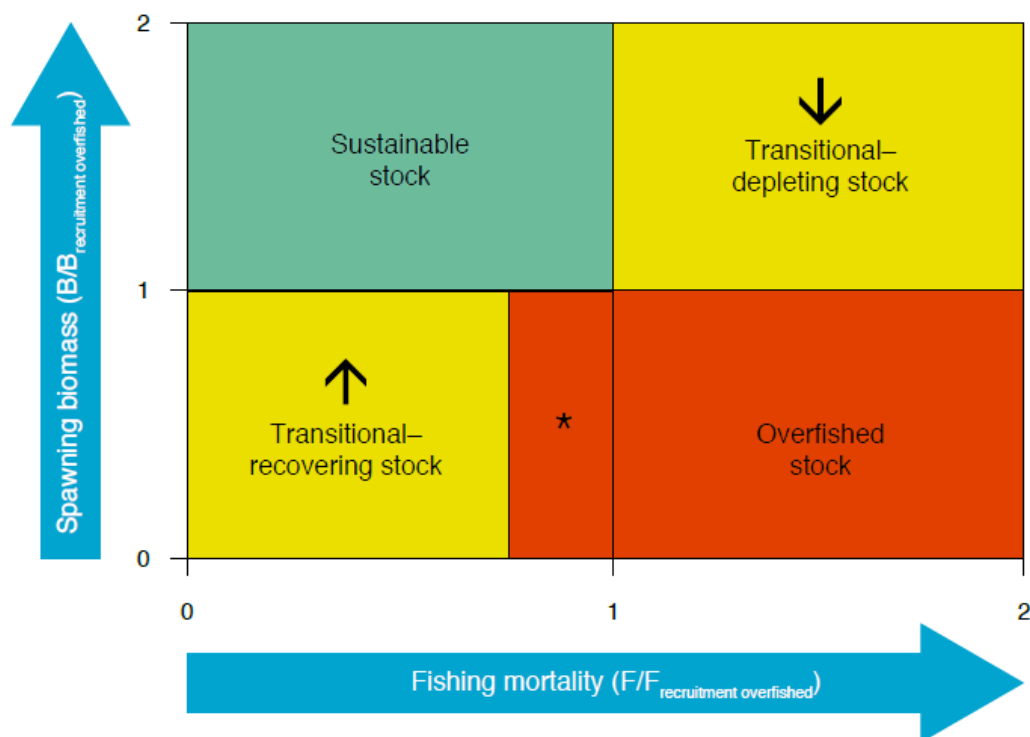 2
Sustainable
stock
Transitional–
depleting stock
Spawning biomass (B/Brecruitment overfished)
1
*
Transitional–
recovering stock
Overfished
stock
0
0
1
2
Fishing mortality (F/Frecruitment overfished)